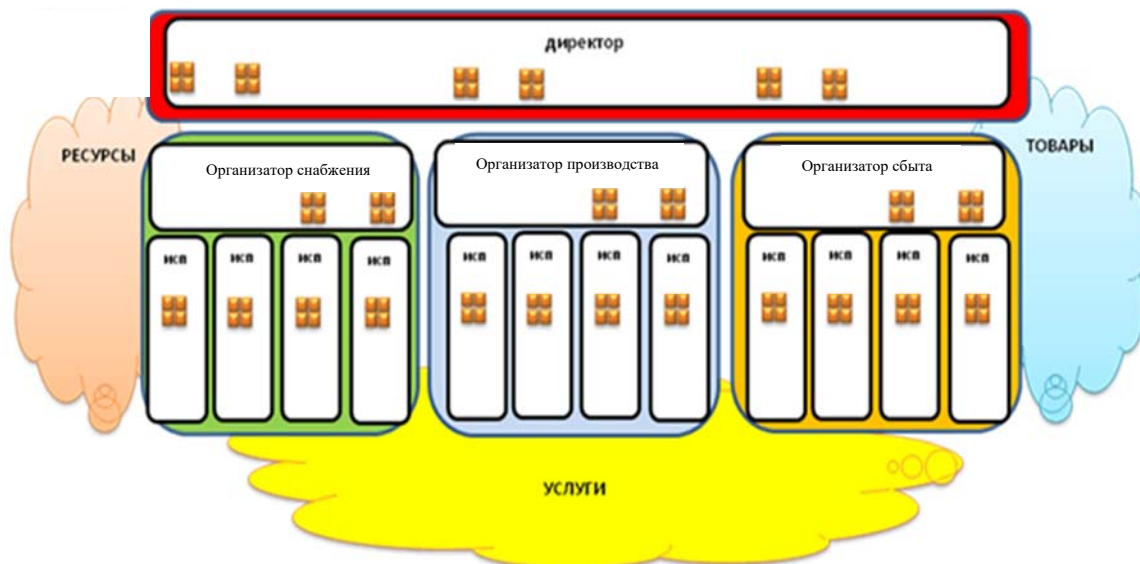 директор
РЕСУРСЫ
ТОВАРЫ
Организатор снабжения
Организатор производства
Организатор сбыта
исп
исп
исп
исп
исп
исп
исп
исп
исп
исп
исп
исп
УСЛУГИ